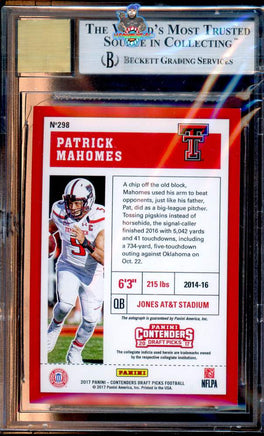 THE WORLD'S MOST TRUSTED
SOURCE IN COLLECTING
BECKETT GRADING SERVICES
Nº298
PATRICK
MAHOMES
A chip off the old block,
Mahomes used his arm to beat
opponents, just like his father,
Pat, did as a big-league pitcher.
Tossing pigskins instead of
horsehide, the signal-caller
finished 2016 with 5,042 yards
and 41 touchdowns, including
a 734-yard, five-touchdown
outing against Oklahoma on
Oct. 22.
6'3" 215 lbs 2014-16
QB JONES AT&T STADIUM
The autograph is guaranteed by Panini America, Inc.
PANINI
CONTENDERS
20 DRAFT PICKS 17
The collegiate indicia used herein are trademarks owned by
the respective collegiate institution.
PANINI
NFLPA
2017 PANINI - CONTENDERS DRAFT PICKS FOOTBALL
© 2017 Panini America, Inc. Printed in the USA.